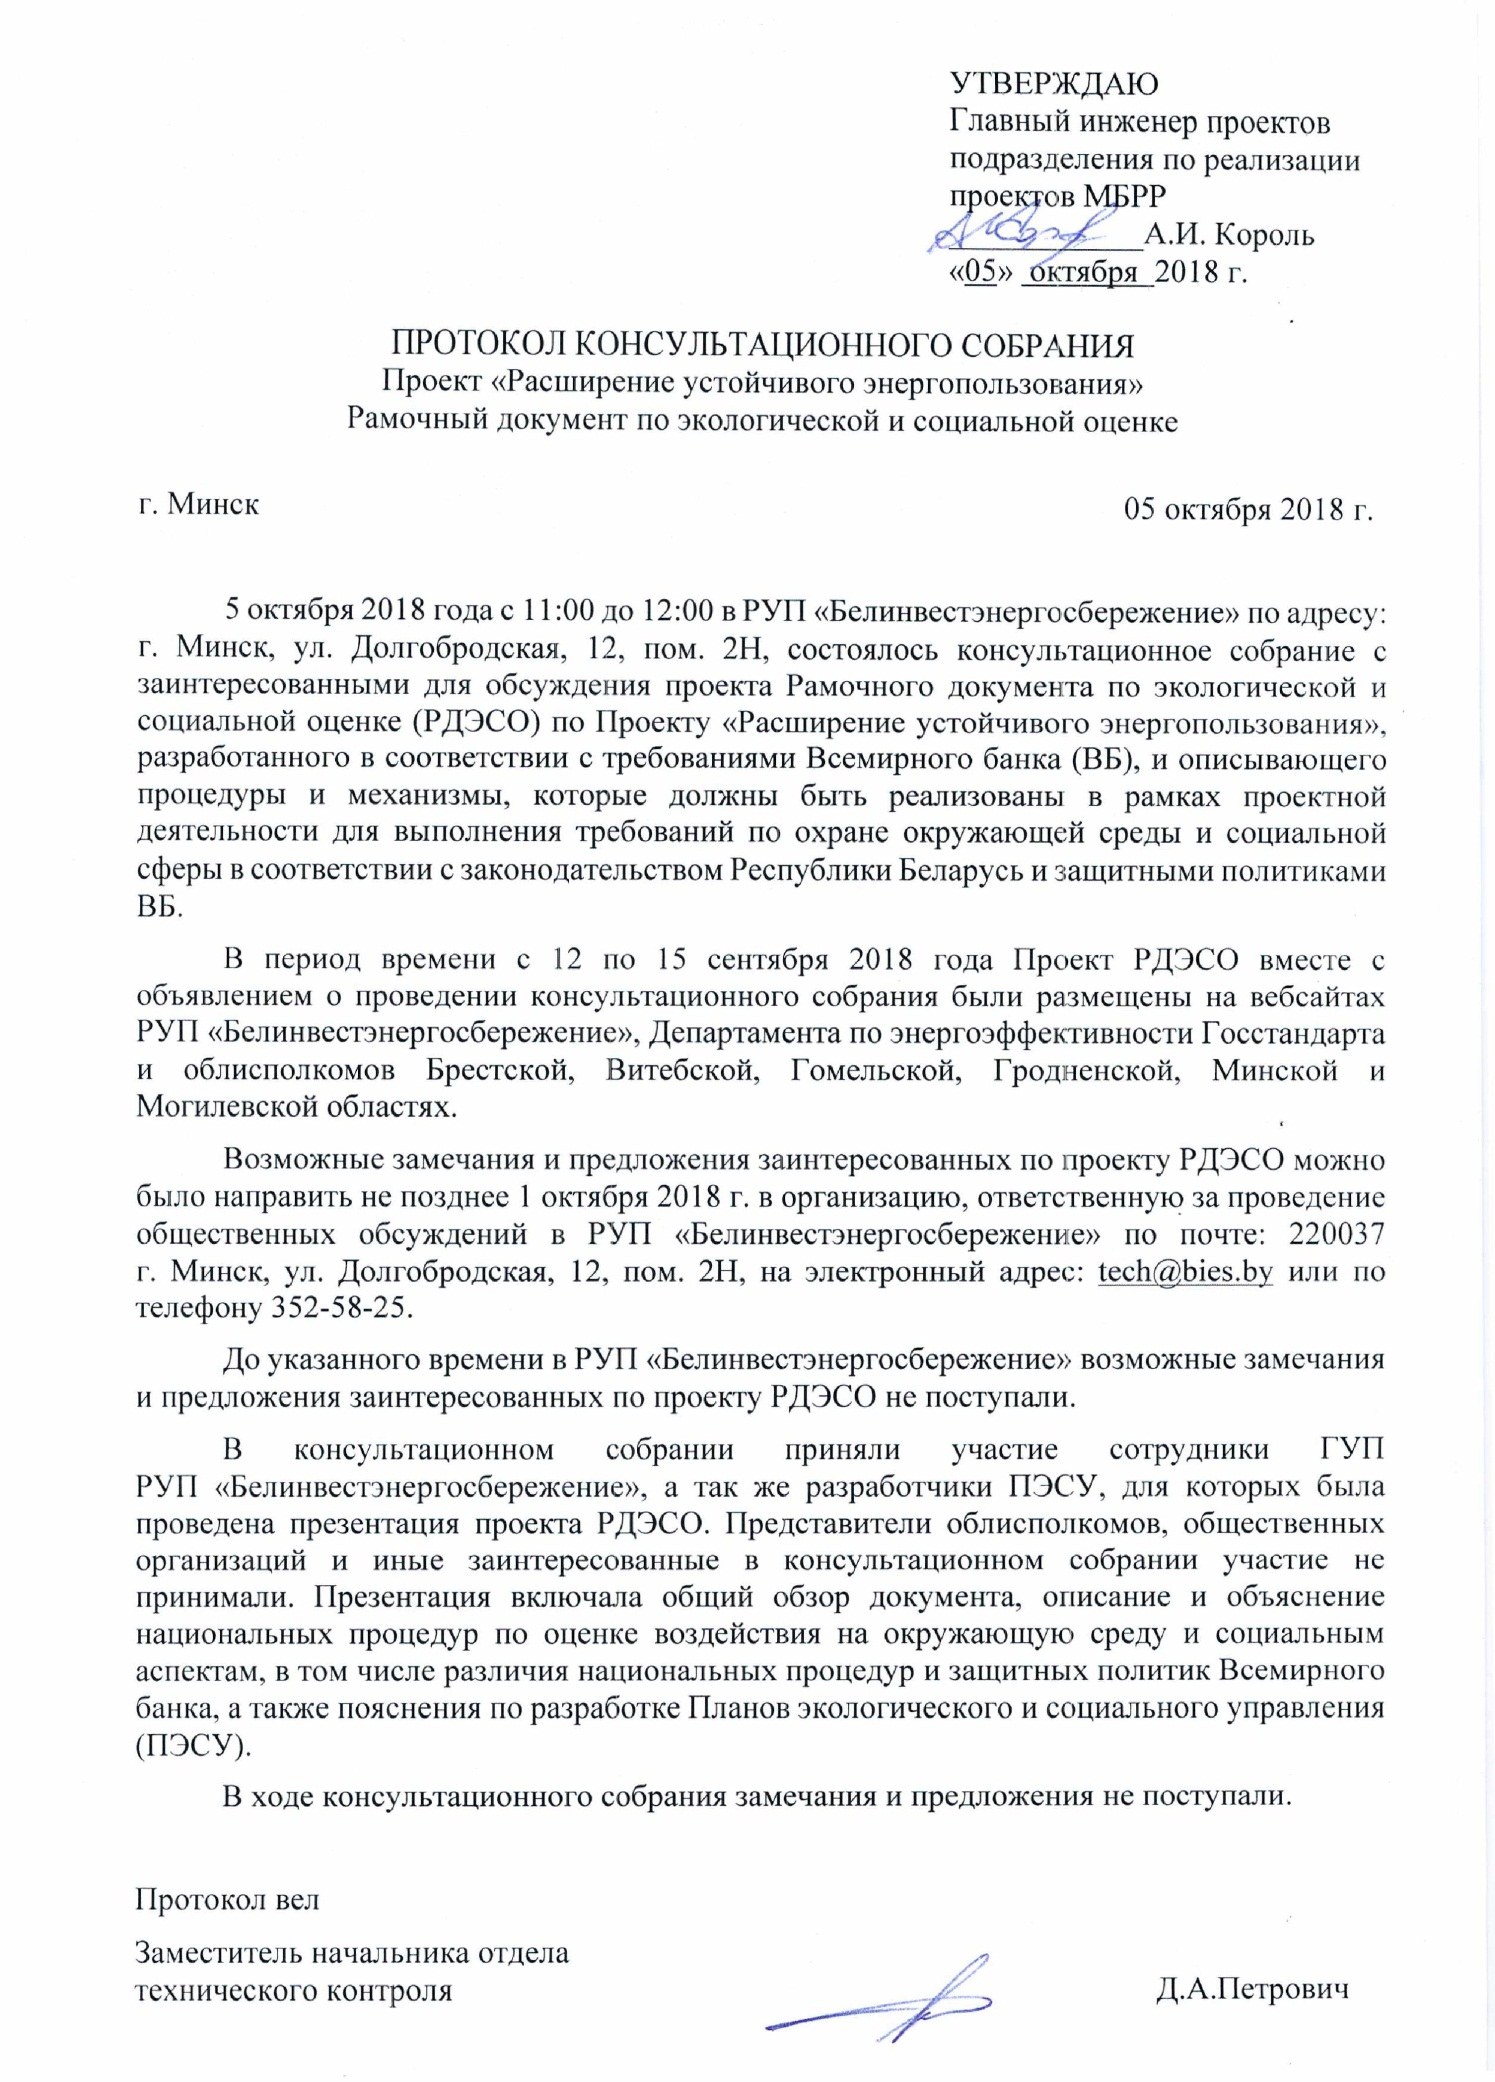 УТВЕРЖДАЮ
Главный инженер проектов
подразделения по реализации
проектов МБРР
____________А.И. Король
«05» октября 2018 г.
ПРОТОКОЛ КОНСУЛЬТАЦИОННОГО СОБРАНИЯ
Проект «Расширение устойчивого энергопользования»
Рамочный документ по экологической и социальной оценке
г. Минск 05 октября 2018 г.
5 октября 2018 года с 11:00 до 12:00 в РУП «Белинвестэнергосбережение» по адресу:
г. Минск, ул. Долгобродская, 12, пом. 2Н, состоялось консультационное собрание с
заинтересованными для обсуждения проекта Рамочного документа по экологической и
социальной оценке (РДЭСО) по Проекту «Расширение устойчивого энергопользования»,
разработанного в соответствии с требованиями Всемирного банка (ВБ), и описывающего
процедуры и механизмы, которые должны быть реализованы в рамках проектной
деятельности для выполнения требований по охране окружающей среды и социальной
сферы в соответствии с законодательством Республики Беларусь и защитными политиками
ВБ.
В период времени с 12 по 15 сентября 2018 года Проект РДЭСО вместе с
объявлением о проведении консультационного собрания были размещены на вебсайтах
РУП «Белинвестэнергосбережение», Департамента по энергоэффективности Госстандарта
и облисполкомов Брестской, Витебской, Гомельской, Гродненской, Минской и
Могилевской областях.
Возможные замечания и предложения заинтересованных по проекту РДЭСО можно
было направить не позднее 1 октября 2018 г. в организацию, ответственную за проведение
общественных обсуждений в РУП «Белинвестэнергосбережение» по почте: 220037
г. Минск, ул. Долгобродская, 12, пом. 2Н, на электронный адрес: tech@bies.by или по
телефону 352-58-25.
До указанного времени в РУП «Белинвестэнергосбережение» возможные замечания
и предложения заинтересованных по проекту РДЭСО не поступали.
В консультационном собрании приняли участие сотрудники ГУП
РУП «Белинвестэнергосбережение», а так же разработчики ПЭСУ, для которых была
проведена презентация проекта РДЭСО. Представители облисполкомов, общественных
организаций и иные заинтересованные в консультационном собрании участие не
принимали. Презентация включала общий обзор документа, описание и объяснение
национальных процедур по оценке воздействия на окружающую среду и социальным
аспектам, в том числе различия национальных процедур и защитных политик Всемирного
банка, а также пояснения по разработке Планов экологического и социального управления
(ПЭСУ).
В ходе консультационного собрания замечания и предложения не поступали.
Протокол вел
Заместитель начальника отдела
технического контроля Д.А.Петрович